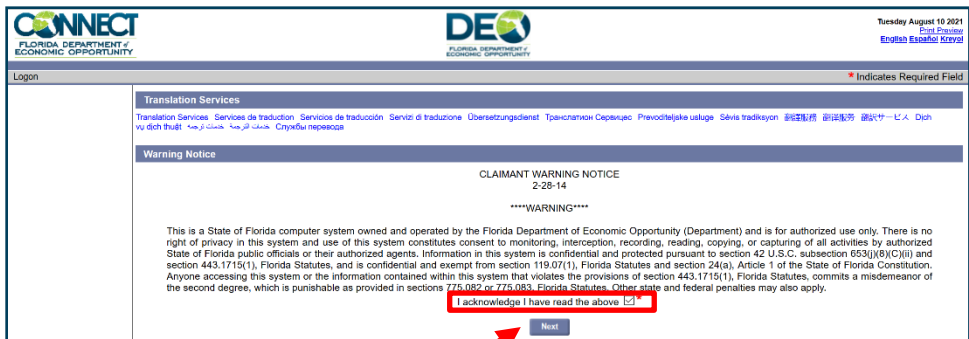 CONNECT
FLORIDA DEPARTMENT of
ECONOMIC OPPORTUNITY
DEO
FLORIDA DEPARTMENT of
ECONOMIC OPPORTUNITY
Tuesday August 10 2021
Print Preview
English Español Kreyol
Logon
* Indicates Required Field
Translation Services
Translation Services Services de traduction Servicios de traducción Servizi di traduzione Übersetzungsdienst Транслатион Сервицес Prevoditeljske usluge Sèvis tradiksyon 翻譯服務 翻译服务 翻訳サービス Dịch
vụ dịch thuật خدمات ترجمه خدمات الترجمة Службы перевода
Warning Notice
CLAIMANT WARNING NOTICE
2-28-14
****WARNING****
This is a State of Florida computer system owned and operated by the Florida Department of Economic Opportunity (Department) and is for authorized use only. There is no
right of privacy in this system and use of this system constitutes consent to monitoring, interception, recording, reading, copying, or capturing of all activities by authorized
State of Florida public officials or their authorized agents. Information in this system is confidential and protected pursuant to section 42 U.S.C. subsection 653(j)(8)(C)(ii) and
section 443.1715(1), Florida Statutes, and is confidential and exempt from section 119.07(1), Florida Statutes and section 24(a), Article 1 of the State of Florida Constitution.
Anyone accessing this system or the information contained within this system that violates the provisions of section 443.1715(1), Florida Statutes, commits a misdemeanor of
the second degree, which is punishable as provided in sections 775.082 or 775.083, Florida Statutes. Other state and federal penalties may also apply.
I acknowledge I have read the above *
Next